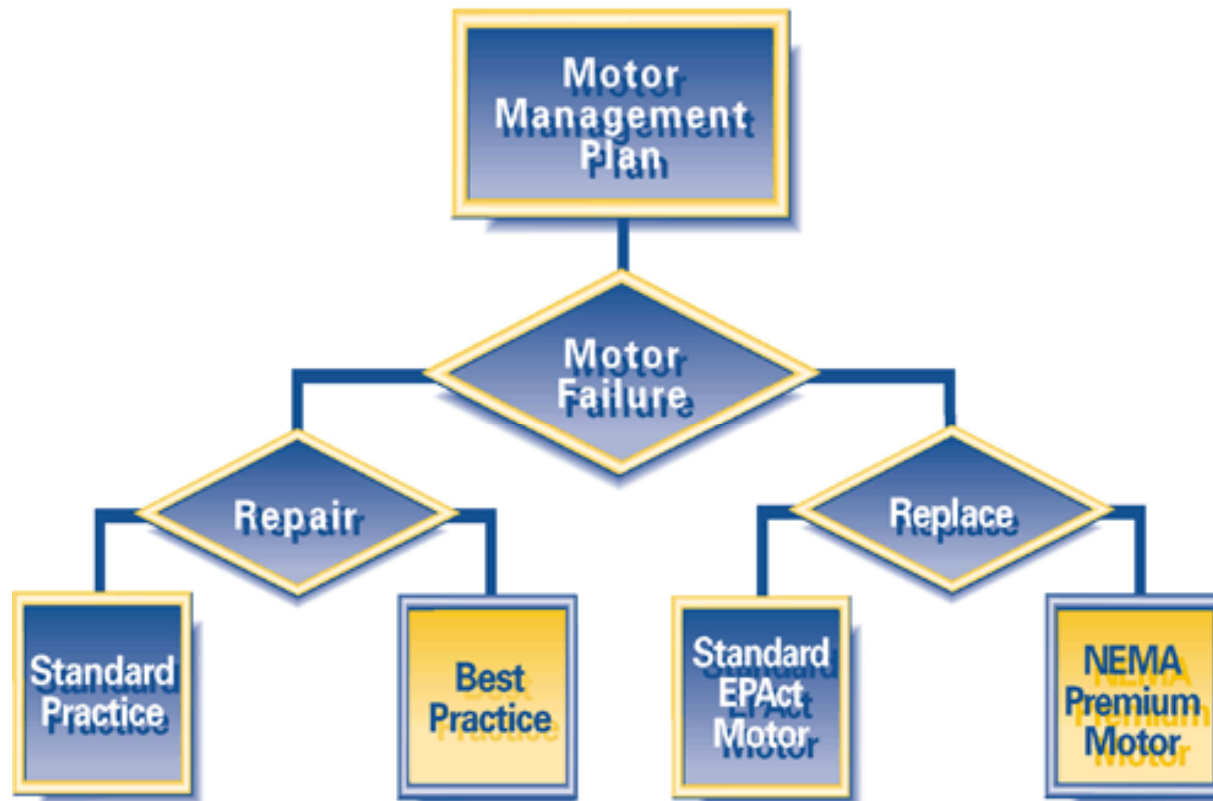 Motor
Management
Plan
Motor
Failure
Repair
Replace
Standard
Practice
Best
Practice
Standard
EPAct
Motor
NEMA
Premium
Motor